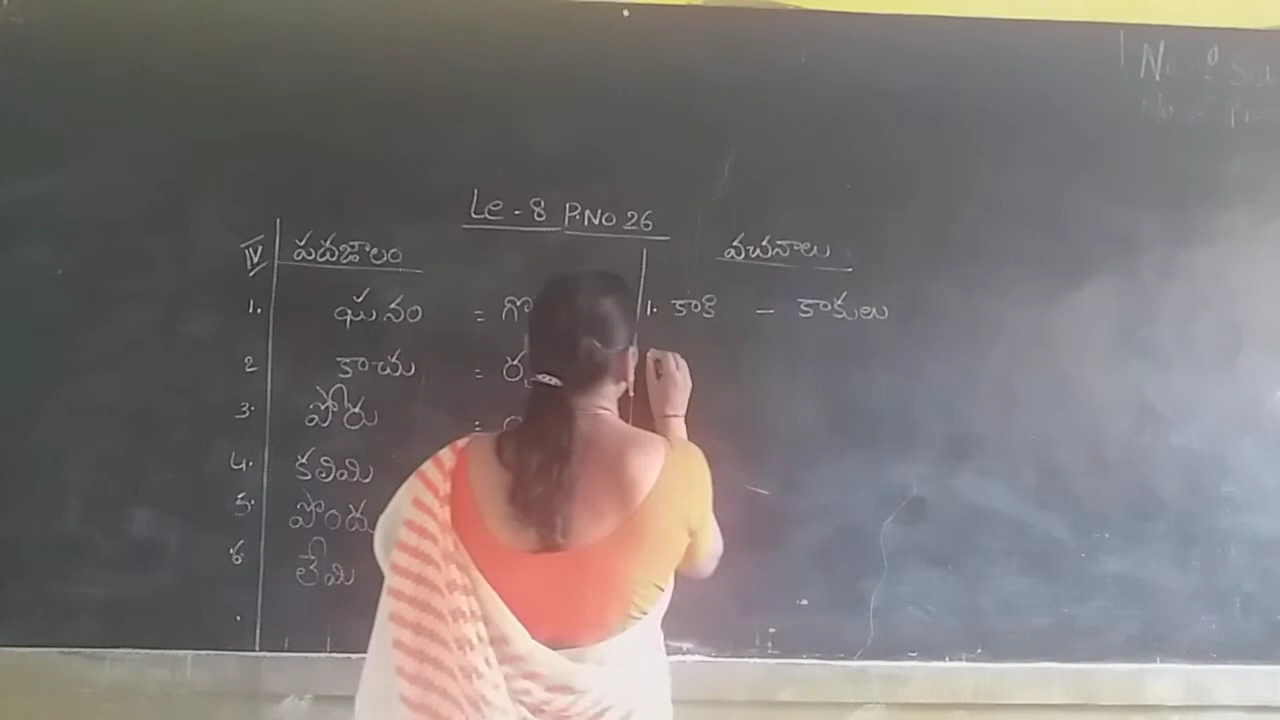 Le - 8 P.No 26
IV పదజాలం వచనాలు
1. ఘనం = గొ 1. కాకి - కాకులు
2 కాచు = ర
3. పోరు =
4. కలిమి
5. పొందు
6 లేమి